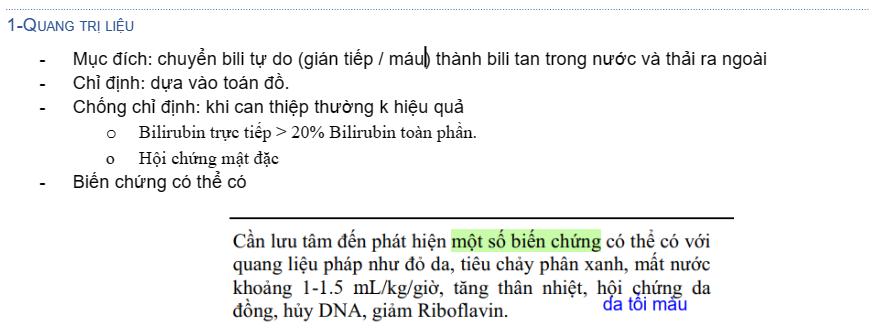 1-QUANG TRỊ LIỆU
- Mục đích: chuyển bili tự do (gián tiếp / máu) thành bili tan trong nước và thải ra ngoài
- Chỉ định: dựa vào toán đồ.
- Chống chỉ định: khi can thiệp thường k hiệu quả
o Bilirubin trực tiếp > 20% Bilirubin toàn phần.
o Hội chứng mật đặc
- Biến chứng có thể có
Cần lưu tâm đến phát hiện một số biến chứng có thể có với
quang liệu pháp như đỏ da, tiêu chảy phân xanh, mất nước
khoảng 1-1.5 mL/kg/giờ, tăng thân nhiệt, hội chứng da
đồng, hủy DNA, giảm Riboflavin.
da tối màu